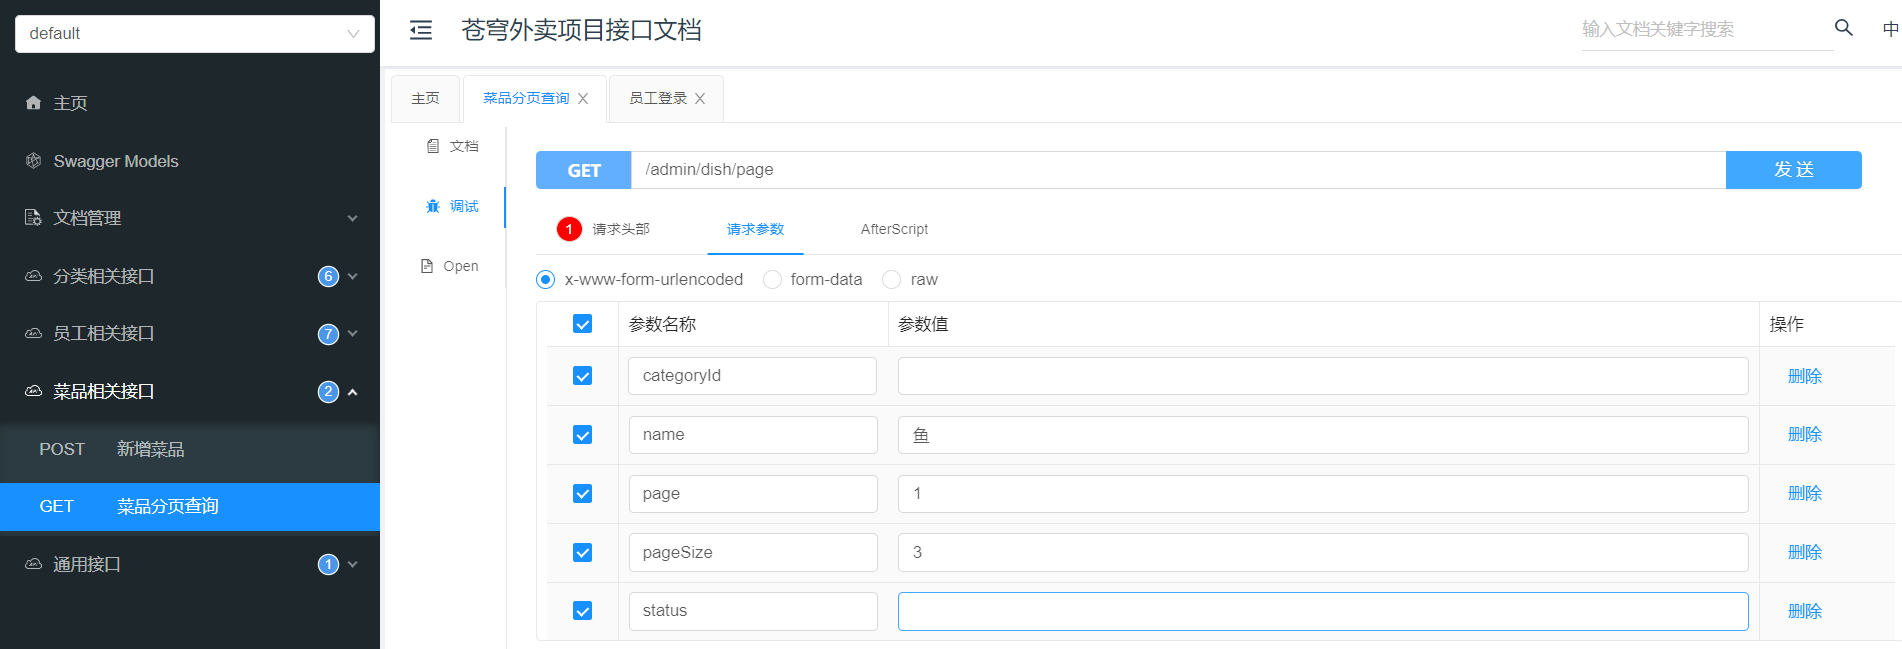 default
主页
Swagger Models
文档管理
分类相关接口 6
员工相关接口 7
菜品相关接口 2
POST 新增菜品
GET 菜品分页查询
通用接口 1
苍穹外卖项目接口文档
输入文档关键字搜索
中
主页
菜品分页查询
员工登录
文档
调试
Open
GET /admin/dish/page 发送
1 请求头部 请求参数 AfterScript
x-www-form-urlencoded form-data raw
参数名称 参数值 操作
categoryId 删除
name 鱼 删除
page 1 删除
pageSize 3 删除
status 删除